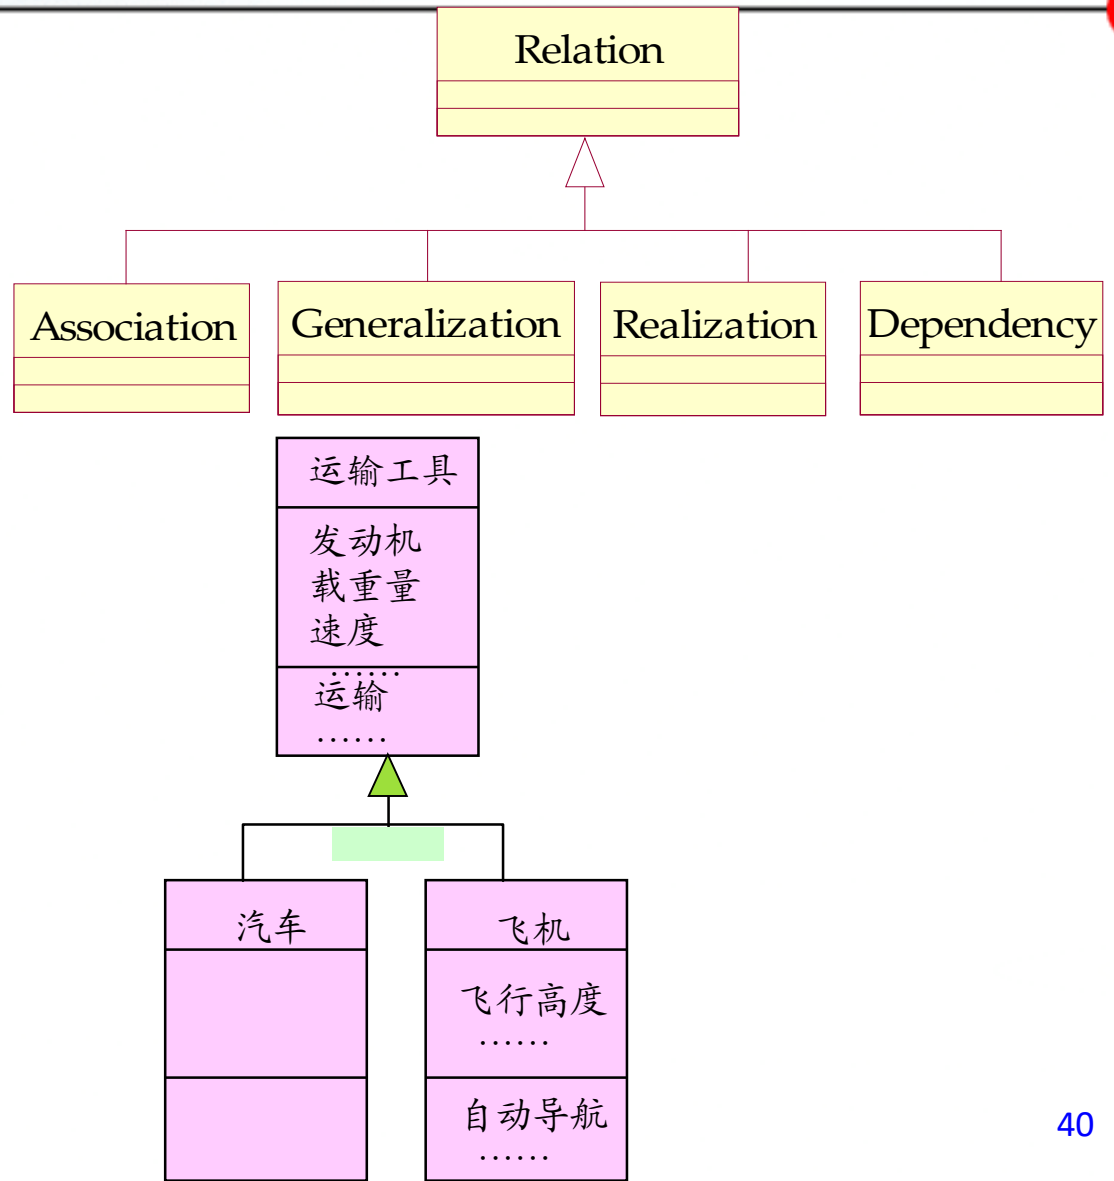 Relation
Association
Generalization
Realization
Dependency
运输工具
发动机
载重量
速度
……
运输
……
汽车
飞机
飞行高度
……
自动导航
……
40